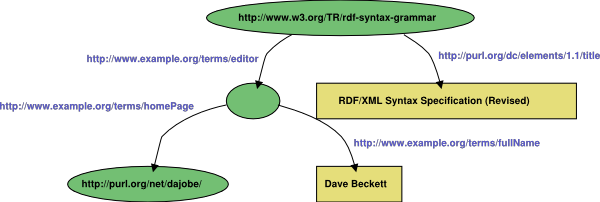 http://www.w3.org/TR/rdf-syntax-grammar
http://www.example.org/terms/editor
http://purl.org/dc/elements/1.1/title
http://www.example.org/terms/homePage
RDF/XML Syntax Specification (Revised)
http://www.example.org/terms/fullName
http://purl.org/net/dajobe/
Dave Beckett